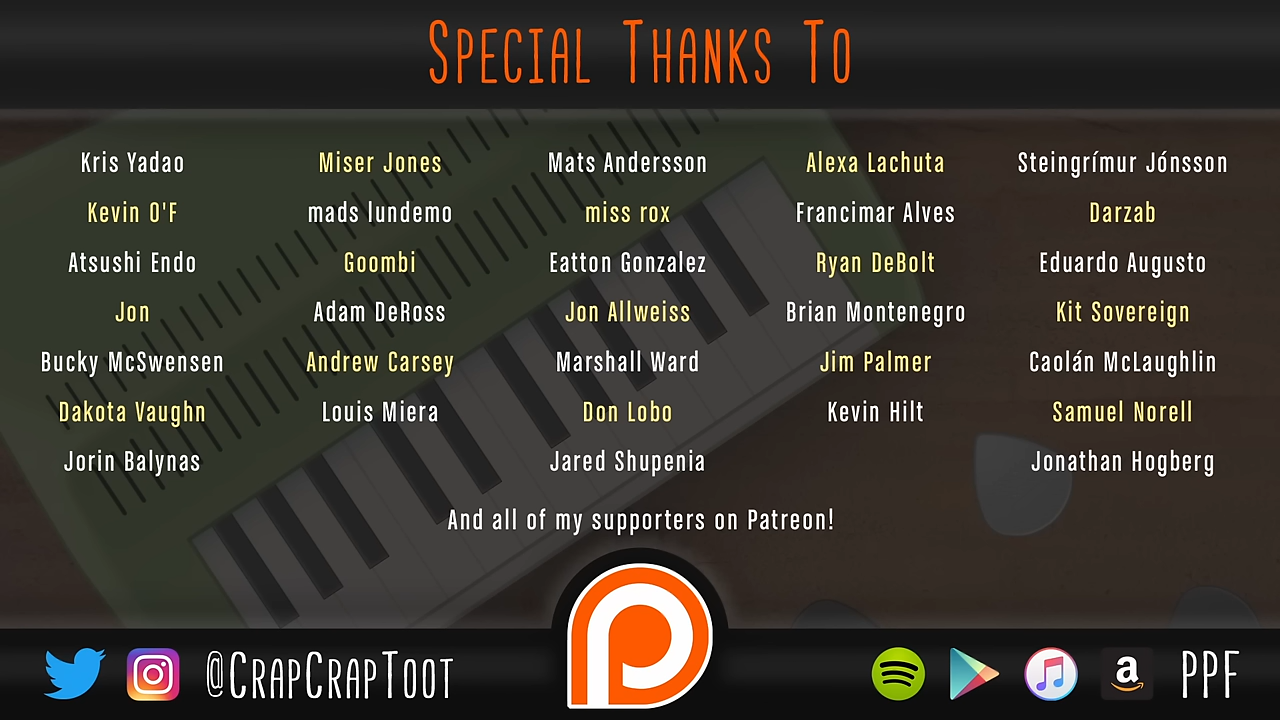 Special Thanks To
Kris Yadao Miser Jones Mats Andersson Alexa Lachuta Steingrímur Jónsson
Kevin O'F mads lundemo miss rox Francimar Alves Darzab
Atsushi Endo Goombi Eatton Gonzalez Ryan DeBolt Eduardo Augusto
Jon Adam DeRoss Jon Allweiss Brian Montenegro Kit Sovereign
Bucky McSwensen Andrew Carsey Marshall Ward Jim Palmer Caolán McLaughlin
Dakota Vaughn Louis Miera Don Lobo Kevin Hilt Samuel Norell
Jorin Balynas Jared Shupenia Jonathan Hogberg
And all of my supporters on Patreon!
@CrapCrapToot a PPF